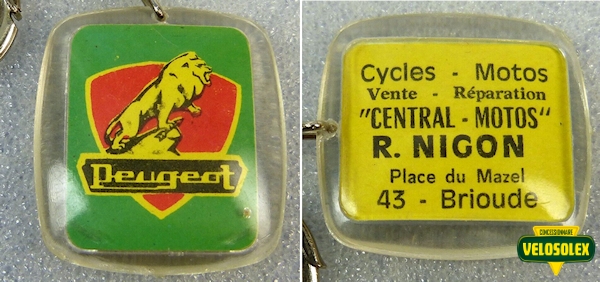 Peugeot
Cycles - Motos
Vente - Réparation
"CENTRAL - MOTOS"
R. NIGON
Place du Mazel
43 - Brioude
CONCESSIONNAIRE
VELOSOLEX